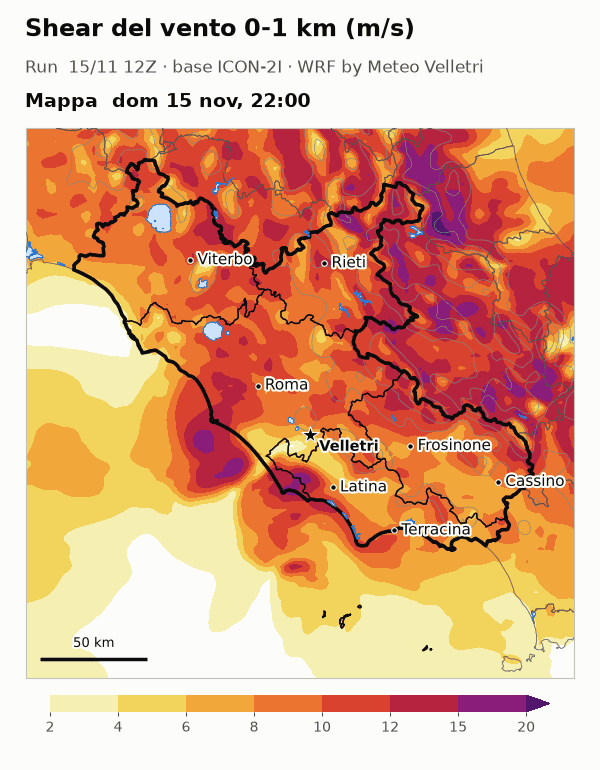 Shear del vento 0-1 km (m/s)
Run  15/11 12Z · base ICON-2I · WRF by Meteo Velletri
Mappa  dom 15 nov, 22:00
Viterbo
Rieti
Roma
Velletri
Frosinone
Cassino
Latina
Terracina
50 km
2 4 6 8 10 12 15 20